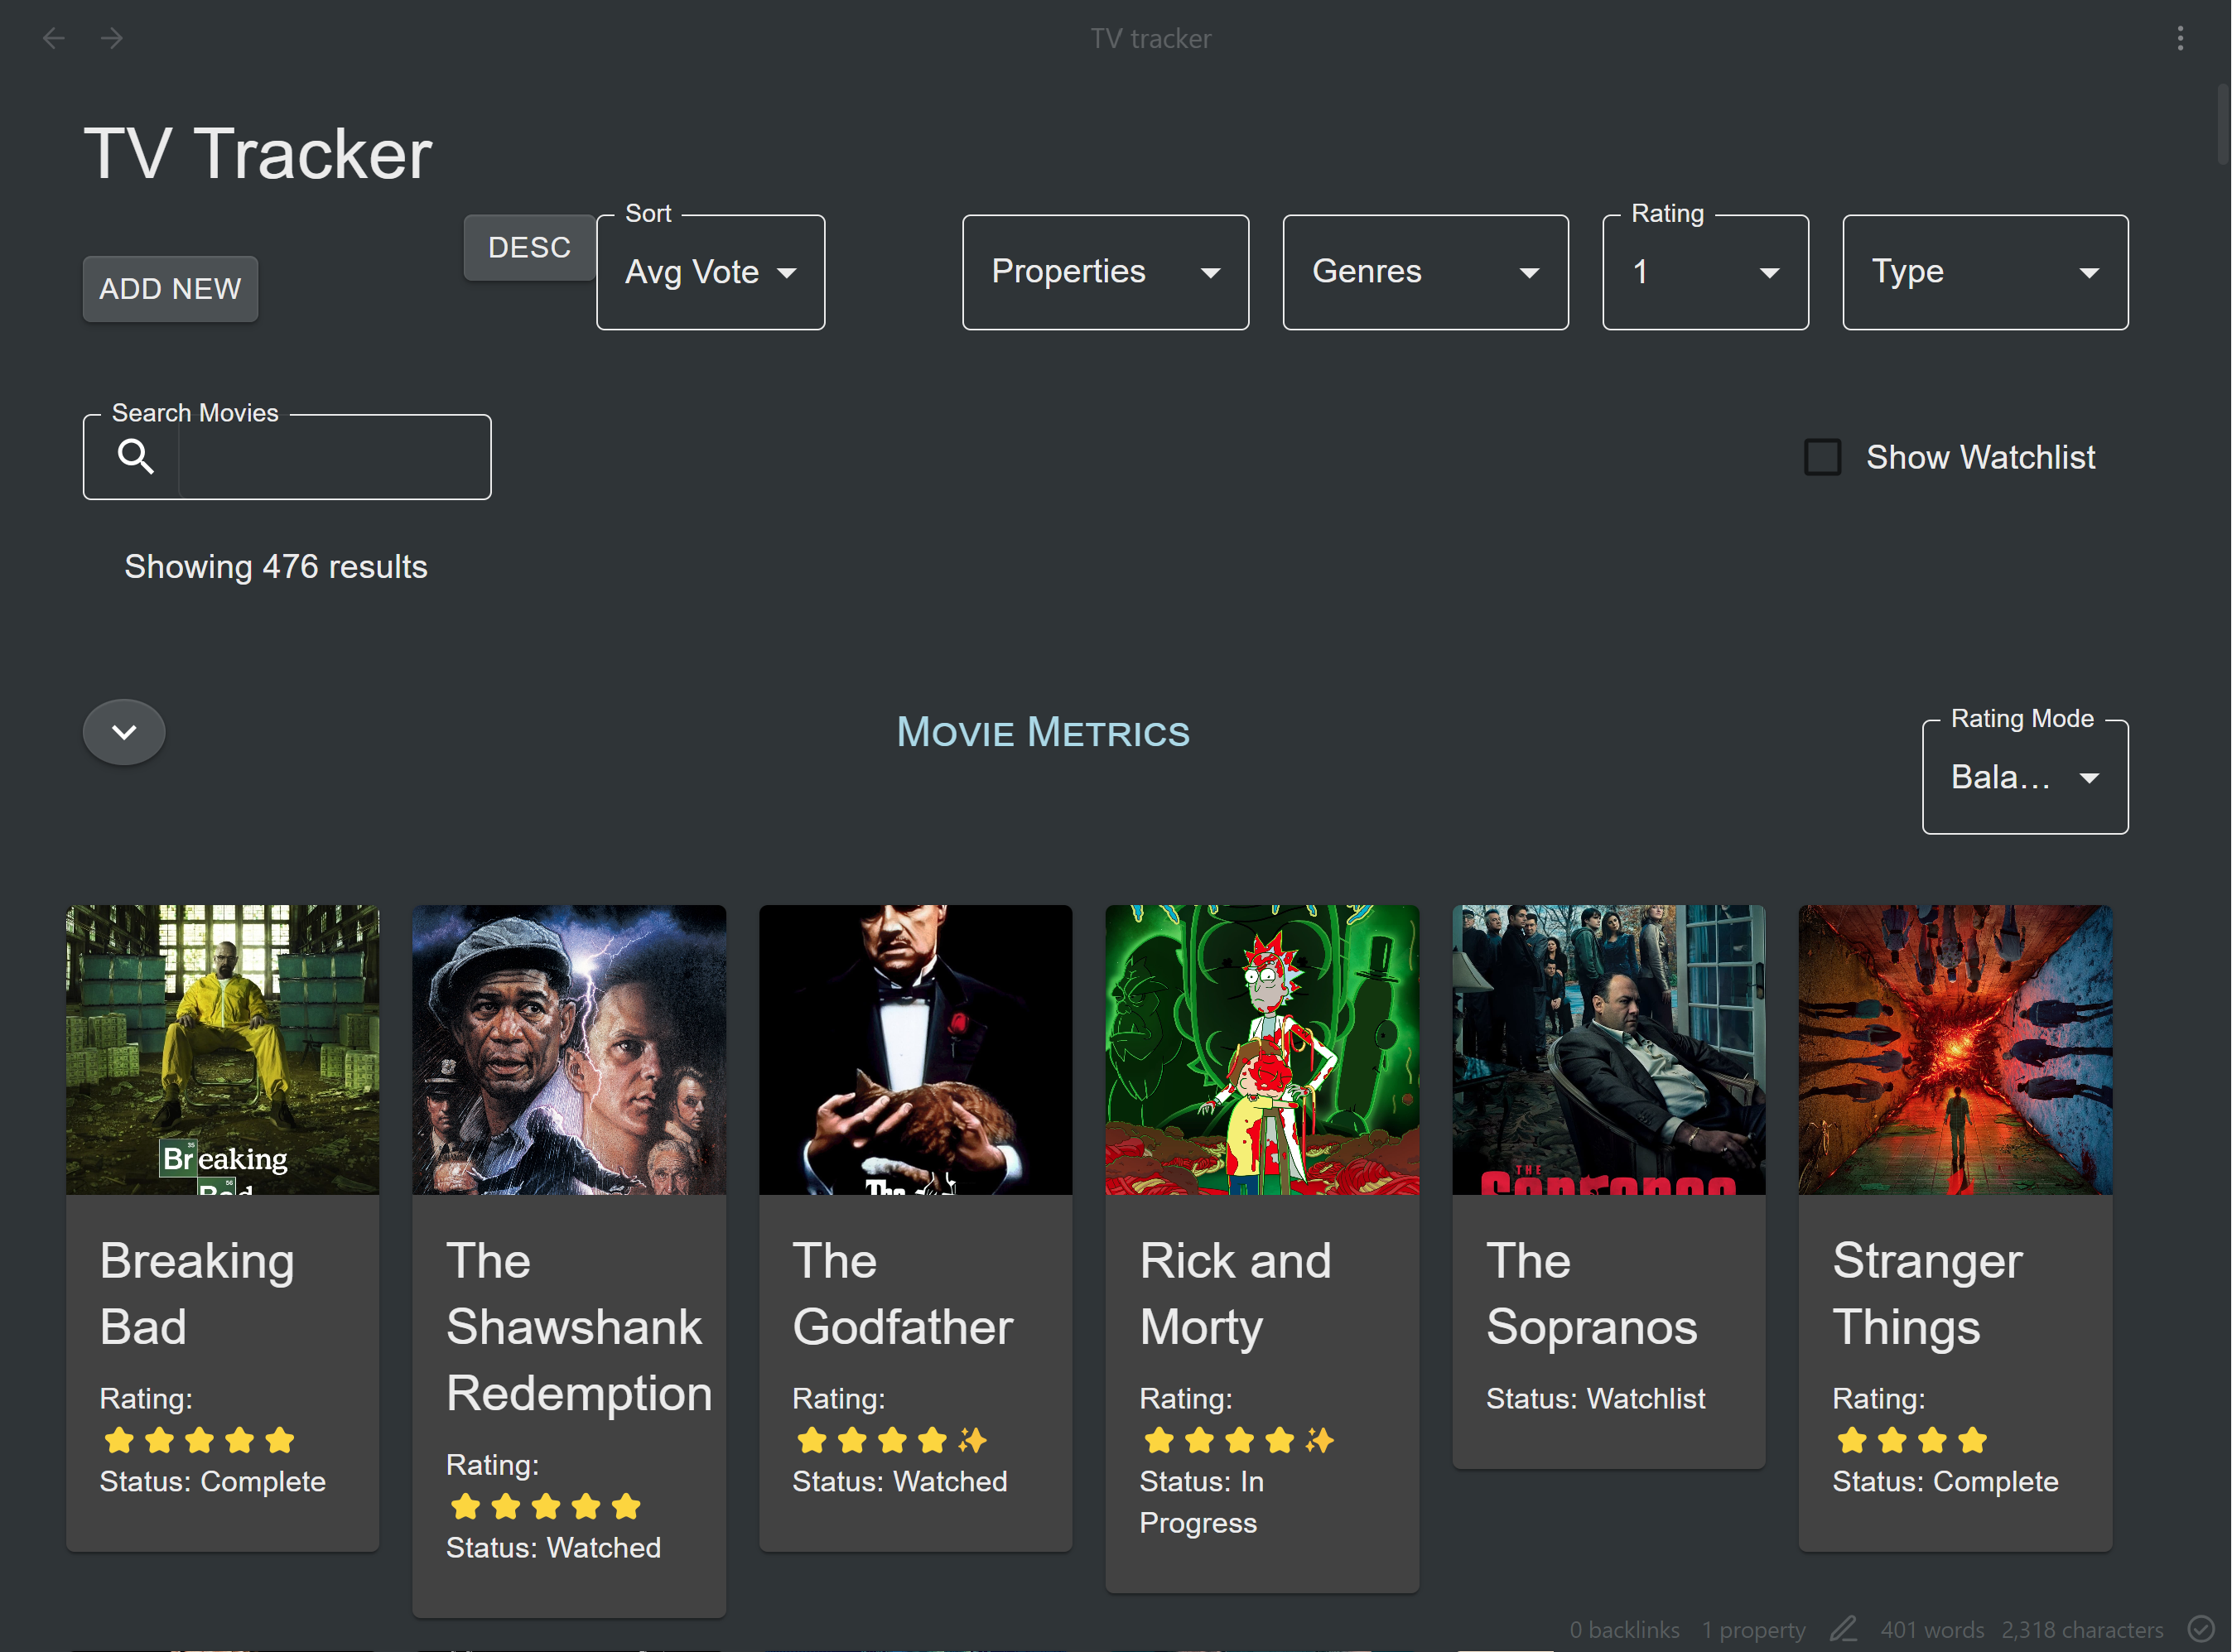 TV tracker
TV Tracker
ADD NEW
DESC
Sort
Avg Vote
Properties
Genres
Rating
1
Type
Search Movies
Show Watchlist
Showing 476 results
Movie Metrics
Rating Mode
Bala...
35
Breaking
56
Bad
The
THE
Sopranos
Breaking
Bad
Rating:
Status: Complete
The
Shawshank
Redemption
Rating:
Status: Watched
The
Godfather
Rating:
Status: Watched
Rick and
Morty
Rating:
Status: In
Progress
The
Sopranos
Status: Watchlist
Stranger
Things
Rating:
Status: Complete
0 backlinks 1 property 401 words 2,318 characters